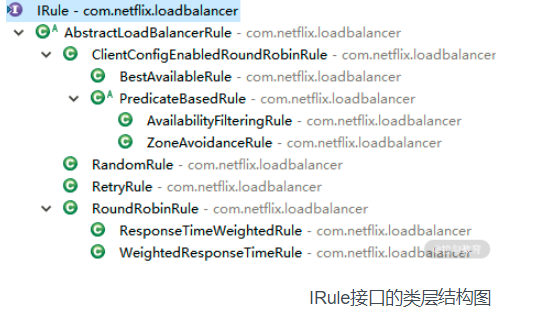 IRule - com.netflix.loadbalancer
AbstractLoadBalancerRule - com.netflix.loadbalancer
ClientConfigEnabledRoundRobinRule - com.netflix.loadbalancer
BestAvailableRule - com.netflix.loadbalancer
PredicateBasedRule - com.netflix.loadbalancer
AvailabilityFilteringRule - com.netflix.loadbalancer
ZoneAvoidanceRule - com.netflix.loadbalancer
RandomRule - com.netflix.loadbalancer
RetryRule - com.netflix.loadbalancer
RoundRobinRule - com.netflix.loadbalancer
ResponseTimeWeightedRule - com.netflix.loadbalancer
WeightedResponseTimeRule - com.netflix.loadbalancer
IRule接口的类层结构图